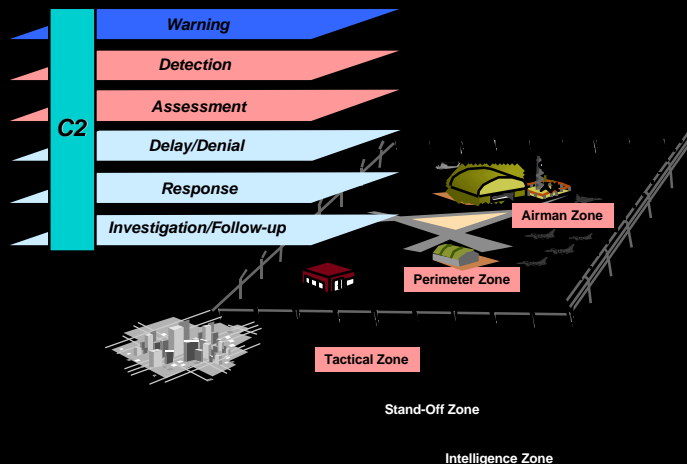 Warning
Detection
Assessment
C2
Delay/Denial
Response
Investigation/Follow-up
Airman Zone
Perimeter Zone
Tactical Zone
Stand-Off Zone
Intelligence Zone